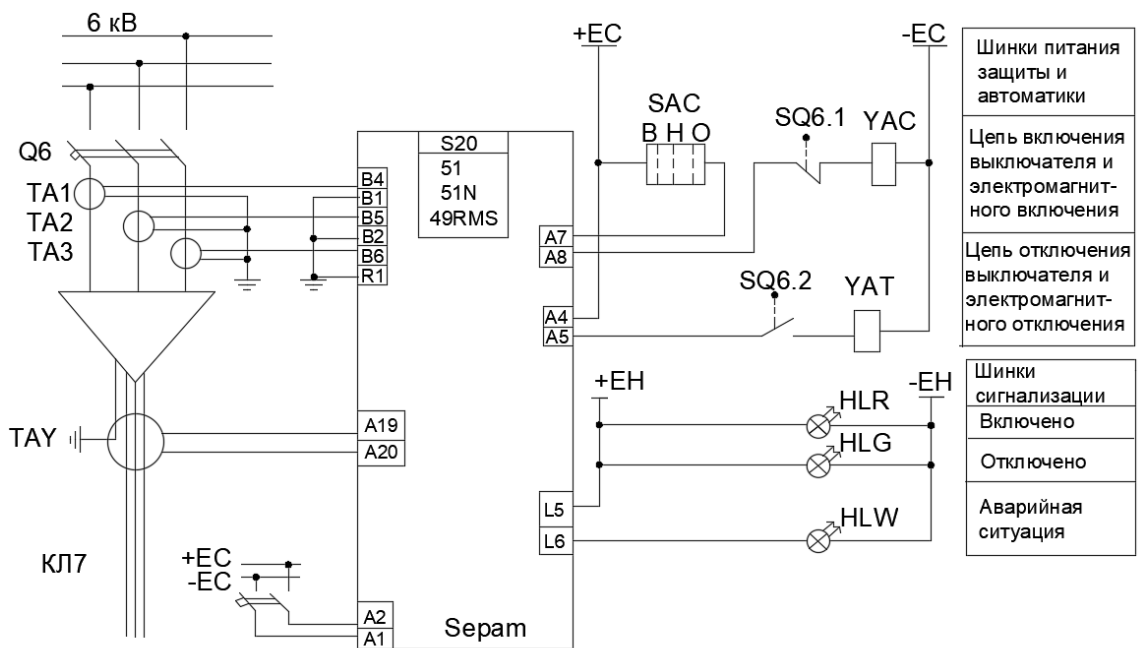 6 кВ
Q6
TA1
TA2
TA3
TAY
КЛ7
+EC
-EC
S20
51
51N
49RMS
B4
B1
B5
B2
B6
R1
A19
A20
A2
A1
Sepam
A7
A8
A4
A5
L5
L6
+EC
-EC
SAC
В Н О
SQ6.1
YAC
SQ6.2
YAT
+EH
-EH
HLR
HLG
HLW
Шинки питания
защиты и
автоматики
Цепь включения
выключателя и
электромагнит-
ного включения
Цепь отключения
выключателя и
электромагнит-
ного отключения
Шинки
сигнализации
Включено
Отключено
Аварийная
ситуация